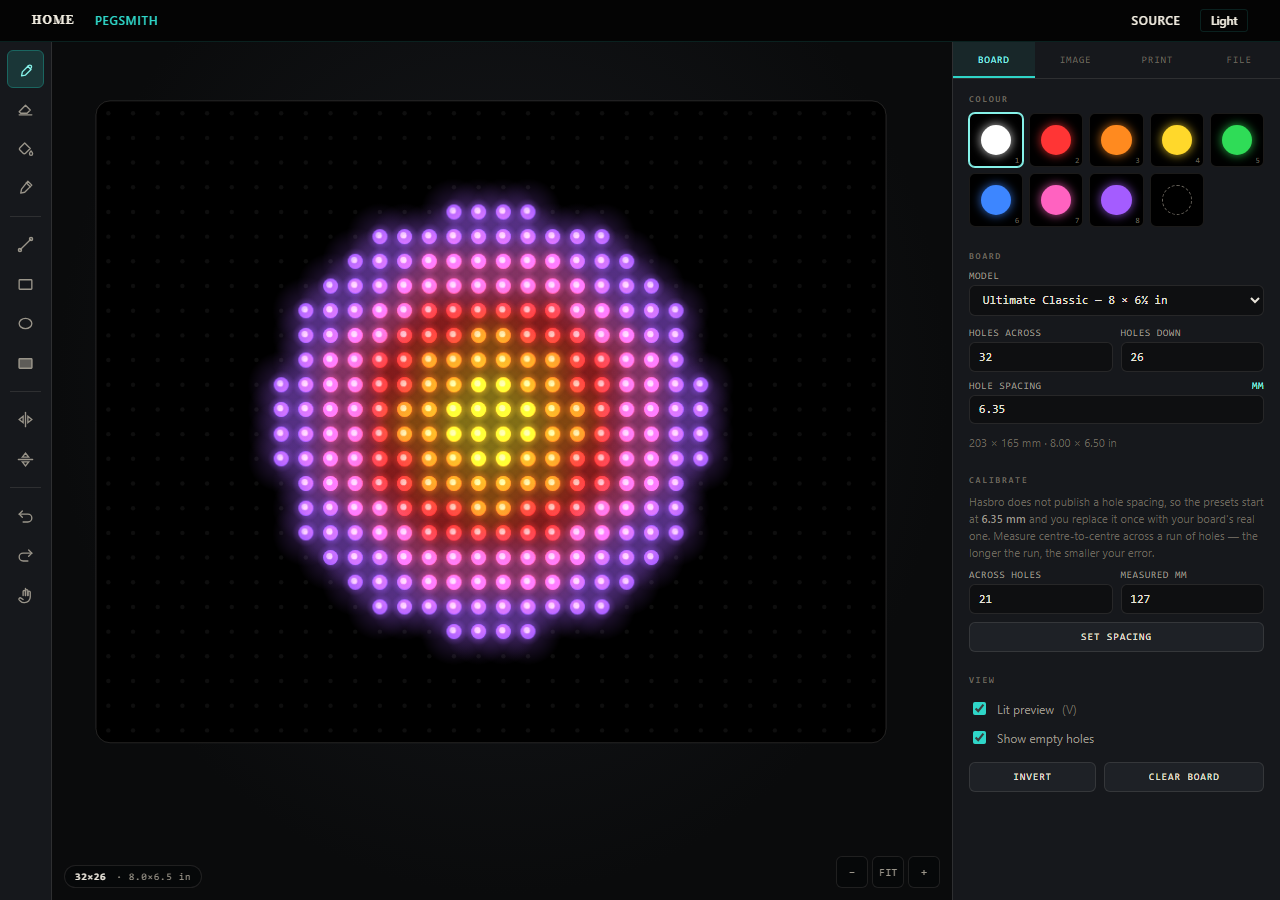 HOME PEGSMITH SOURCE Light
BOARD IMAGE PRINT FILE
COLOUR
1 2 3 4 5
6 7 8
BOARD
MODEL
Ultimate Classic — 8 × 6½ in
HOLES ACROSS HOLES DOWN
32 26
HOLE SPACING MM
6.35
203 × 165 mm · 8.00 × 6.50 in
CALIBRATE
Hasbro does not publish a hole spacing, so the presets start
at 6.35 mm and you replace it once with your board's real
one. Measure centre-to-centre across a run of holes — the
longer the run, the smaller your error.
ACROSS HOLES MEASURED MM
21 127
SET SPACING
VIEW
Lit preview (V)
Show empty holes
INVERT CLEAR BOARD
32×26 · 8.0×6.5 in
− FIT +